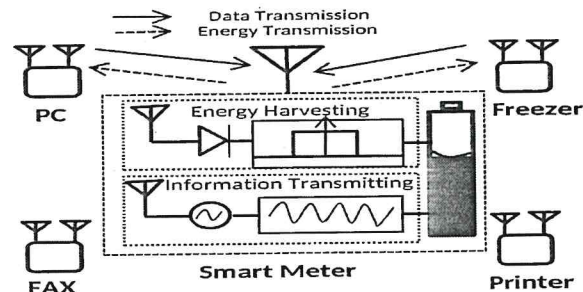 Data Transmission
Energy Transmission
PC
Freezer
Energy Harvesting
Information Transmitting
FAX
Smart Meter
Printer